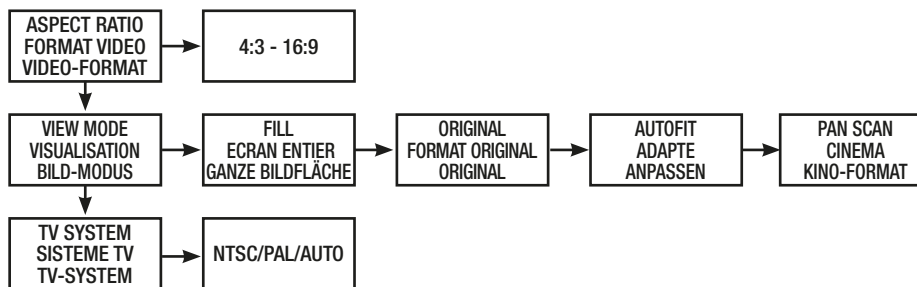 ASPECT RATIO
FORMAT VIDEO
VIDEO-FORMAT
4:3 - 16:9
VIEW MODE
VISUALISATION
BILD-MODUS
FILL
ECRAN ENTIER
GANZE BILDFLÄCHE
ORIGINAL
FORMAT ORIGINAL
ORIGINAL
AUTOFIT
ADAPTE
ANPASSEN
PAN SCAN
CINEMA
KINO-FORMAT
TV SYSTEM
SISTEME TV
TV-SYSTEM
NTSC/PAL/AUTO